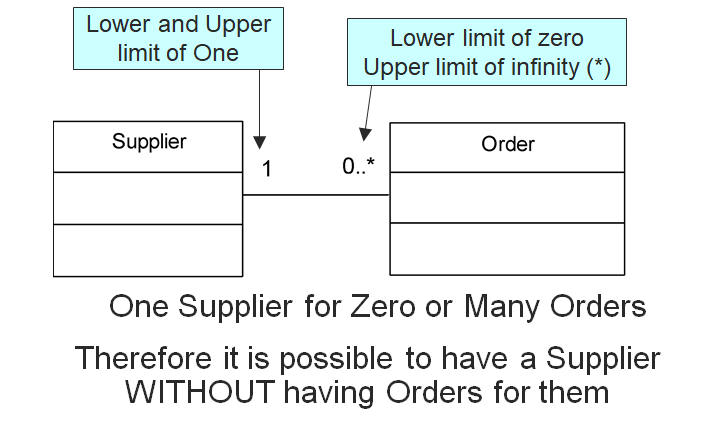 Lower and Upper
limit of One
Lower limit of zero
Upper limit of infinity (*)
Supplier
1
0..*
Order
One Supplier for Zero or Many Orders
Therefore it is possible to have a Supplier
WITHOUT having Orders for them